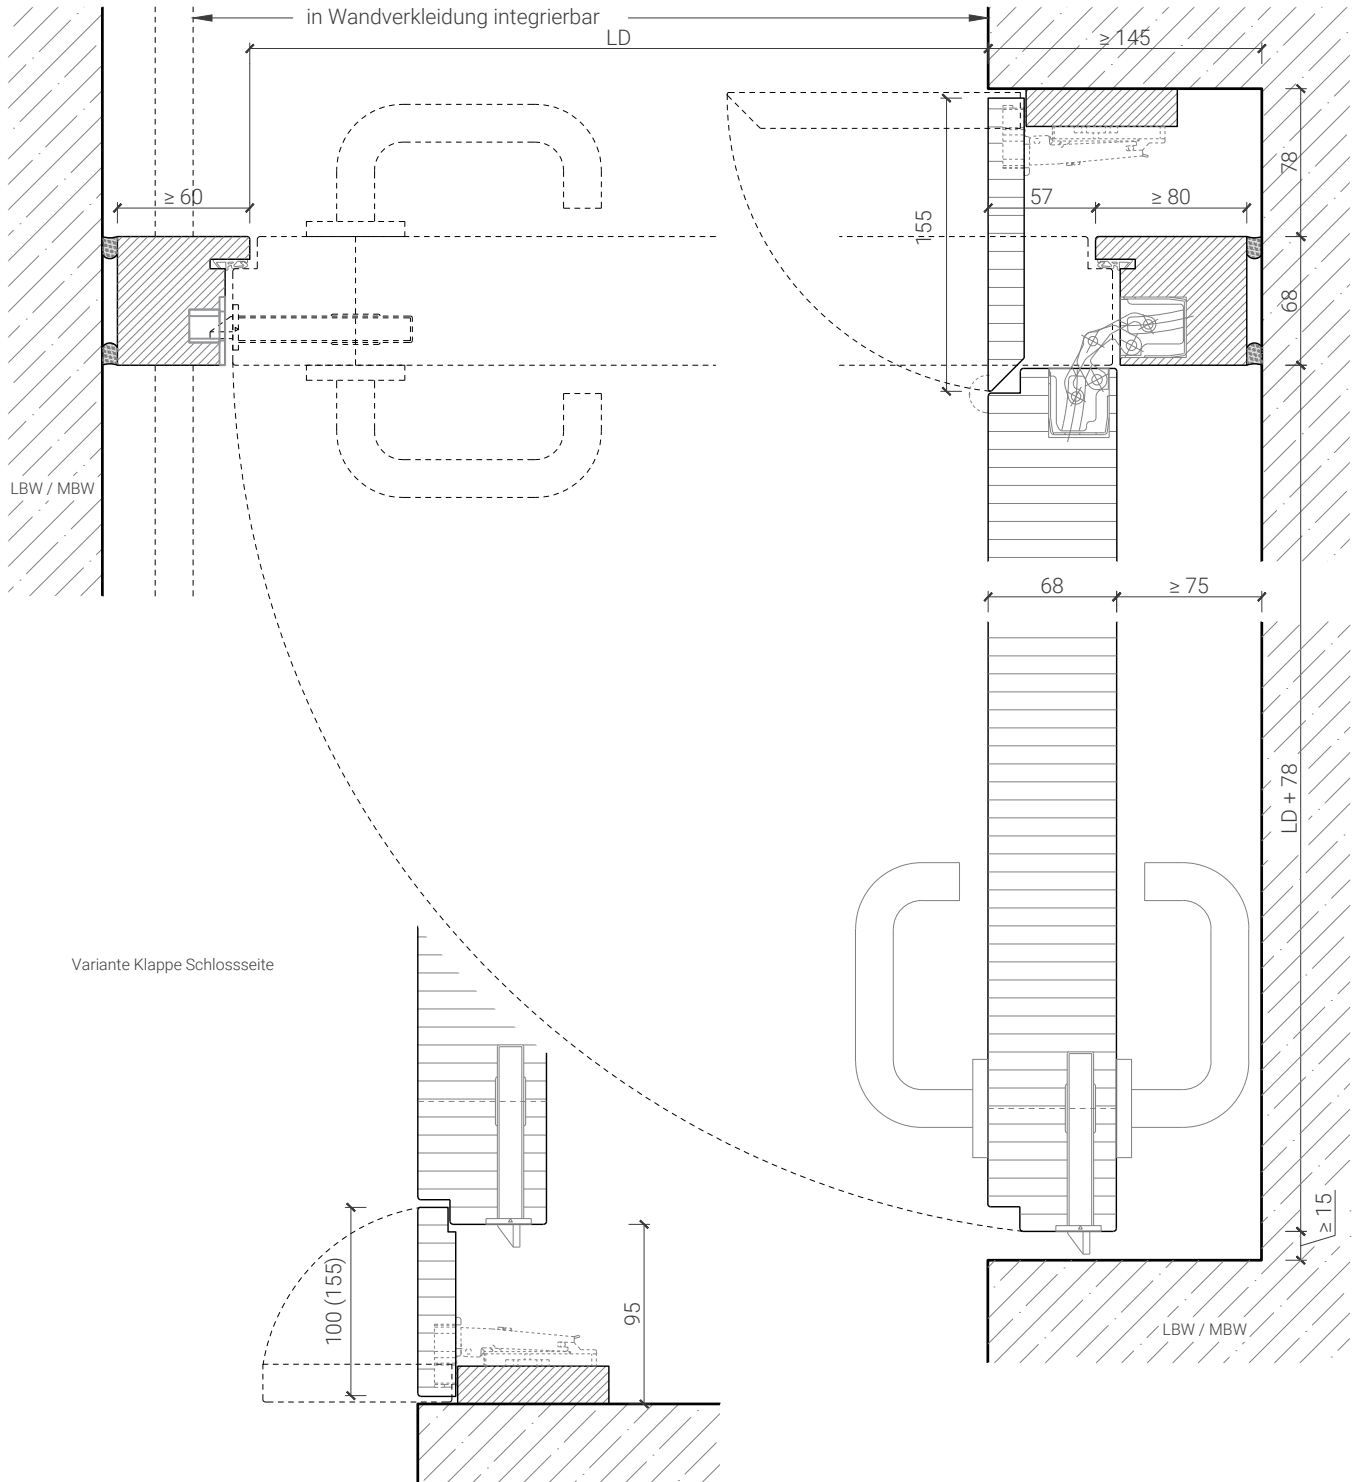 in Wandverkleidung integrierbar
LD
≥ 145
78
≥ 60
57
≥ 80
155
68
LBW / MBW
68
≥ 75
LD + 78
Variante Klappe Schlossseite
≥ 15
100 (155)
95
LBW / MBW